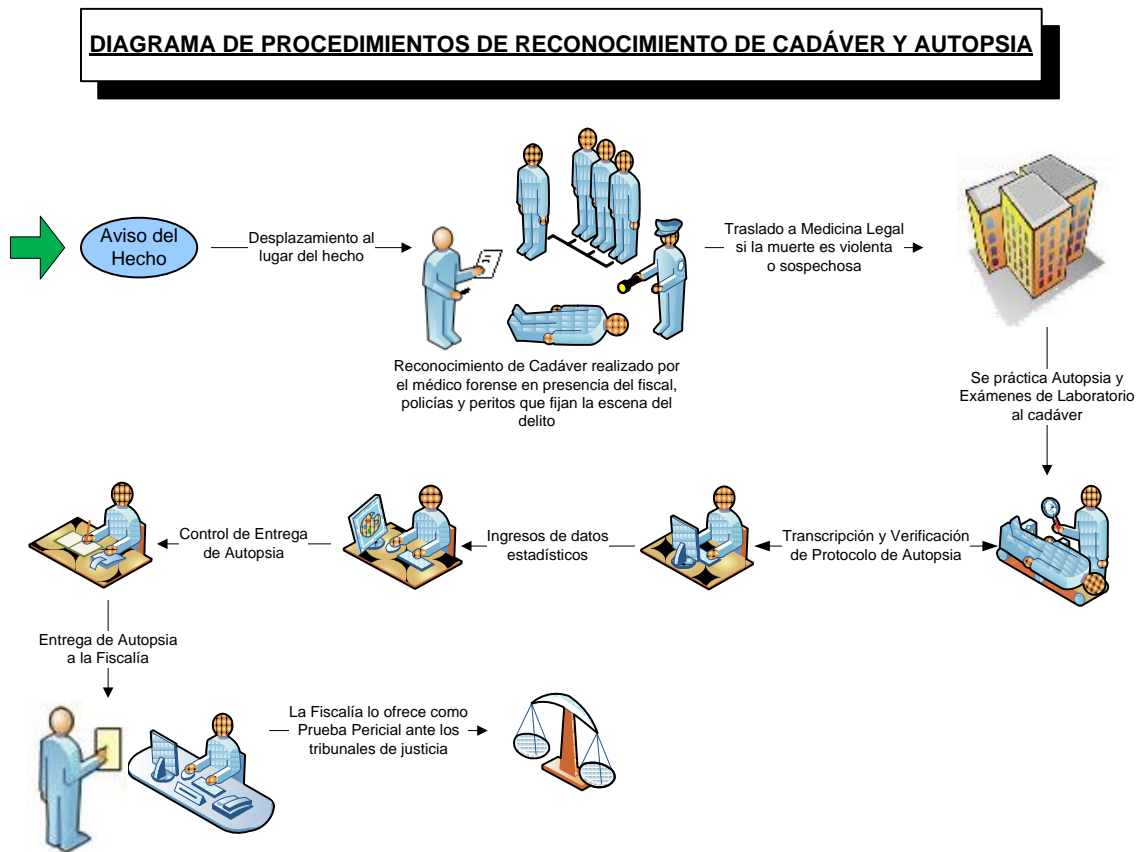 DIAGRAMA DE PROCEDIMIENTOS DE RECONOCIMIENTO DE CADÁVER Y AUTOPSIA
Aviso del
Hecho
Desplazamiento al
lugar del hecho
Reconocimiento de Cadáver realizado por
el médico forense en presencia del fiscal,
policías y peritos que fijan la escena del
delito
Traslado a Medicina Legal
si la muerte es violenta
o sospechosa
Se práctica Autopsia y
Exámenes de Laboratorio
al cadáver
Transcripción y Verificación
de Protocolo de Autopsia
Ingresos de datos
estadísticos
Control de Entrega
de Autopsia
Entrega de Autopsia
a la Fiscalía
La Fiscalía lo ofrece como
Prueba Pericial ante los
tribunales de justicia